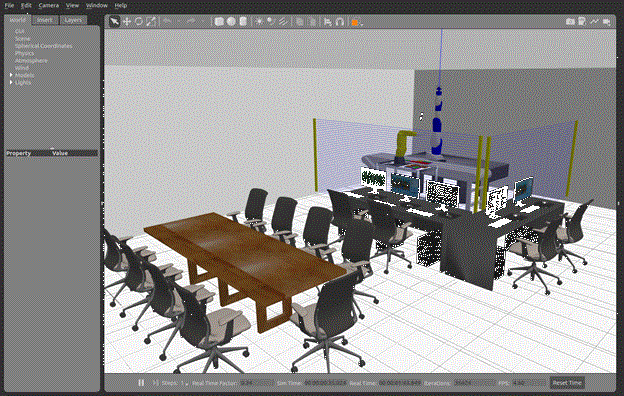 File Edit Camera View Window Help
World Insert Layers
GUI
Scene
Spherical Coordinates
Physics
Atmosphere
Wind
Models
Lights
Property Value
Steps: 1 Real Time Factor: Sim Time: Real Time: Iterations: FPS: Reset Time